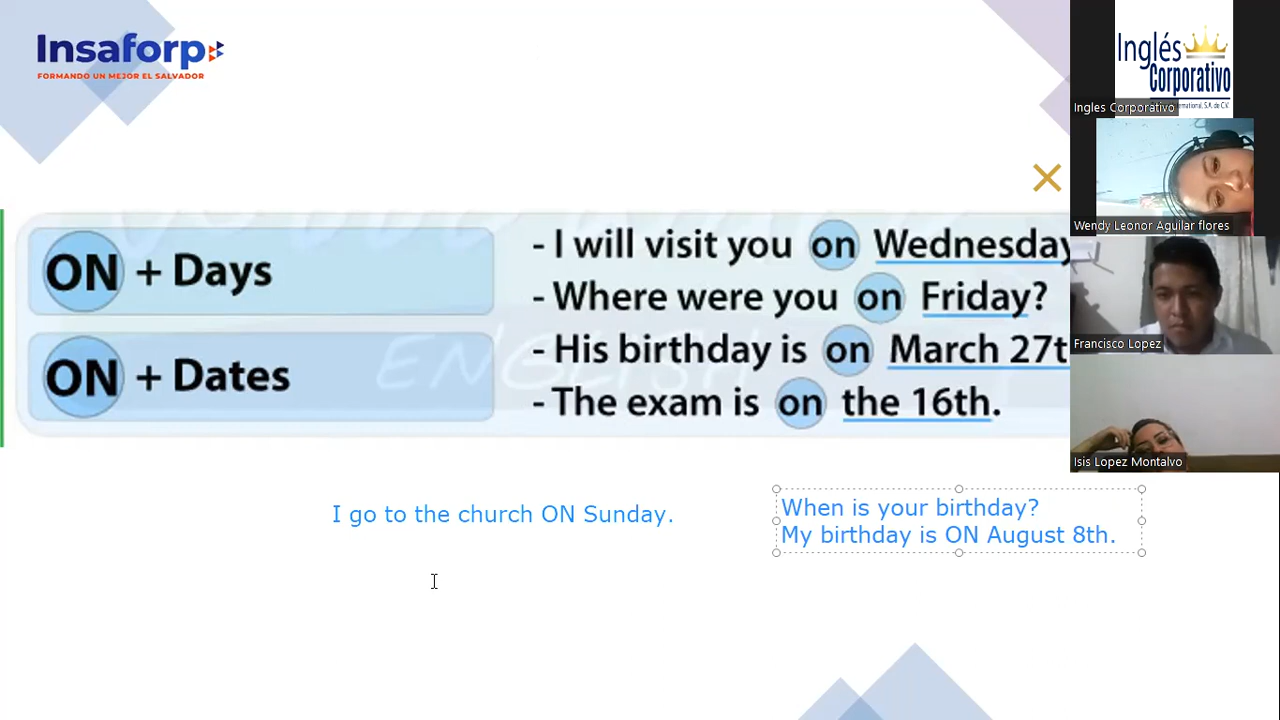 Insaforp
FORMANDO UN MEJOR EL SALVADOR
ON + Days
- I will visit you on Wednesday
- Where were you on Friday?
ON + Dates
- His birthday is on March 27t
- The exam is on the 16th.
ENGLISH
I go to the church ON Sunday.
When is your birthday?
My birthday is ON August 8th.
Inglés
Corporativo
International, S.A. de C.V.
Ingles Corporativo
Wendy Leonor Aguilar flores
Francisco Lopez
Isis Lopez Montalvo